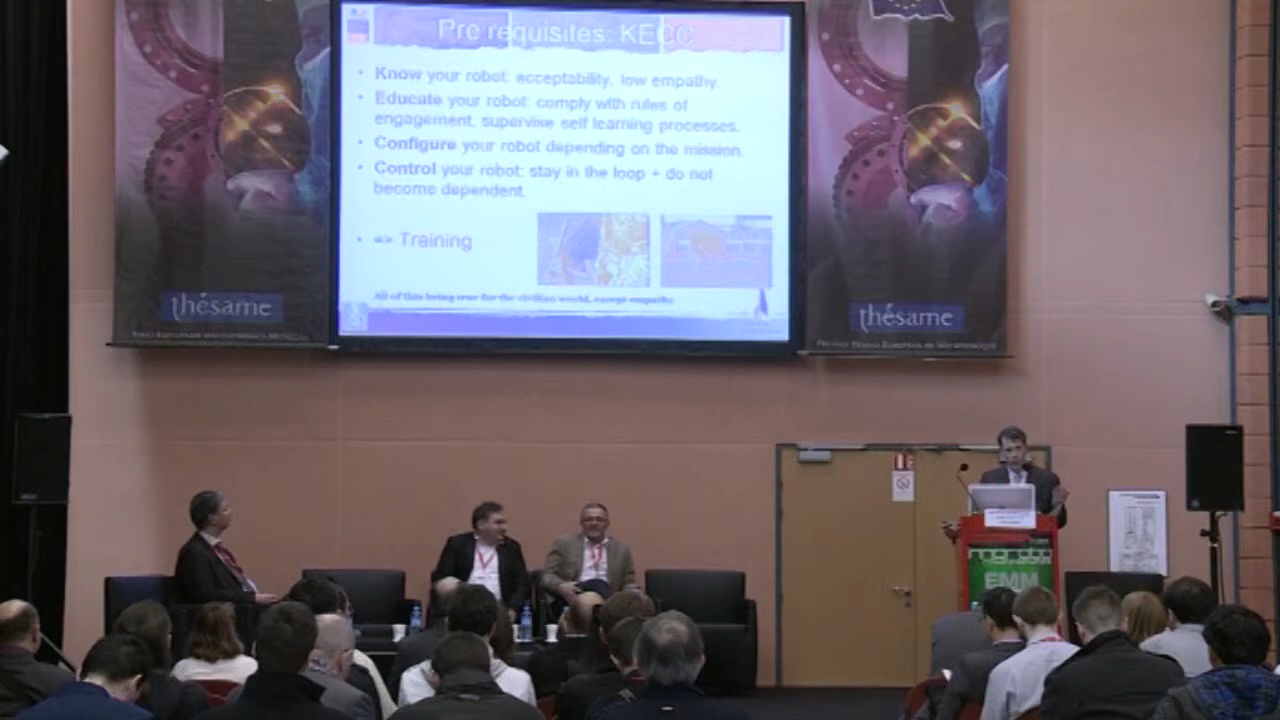 Pre requisites: KECC
• Know your robot: acceptability, low empathy.
• Educate your robot: comply with rules of
engagement, supervise self learning processes.
• Configure your robot depending on the mission.
• Control your robot: stay in the loop + do not
become dependent.
• => Training
All of this being true for the civilian world, except empathy
thésame
thésame
EMM